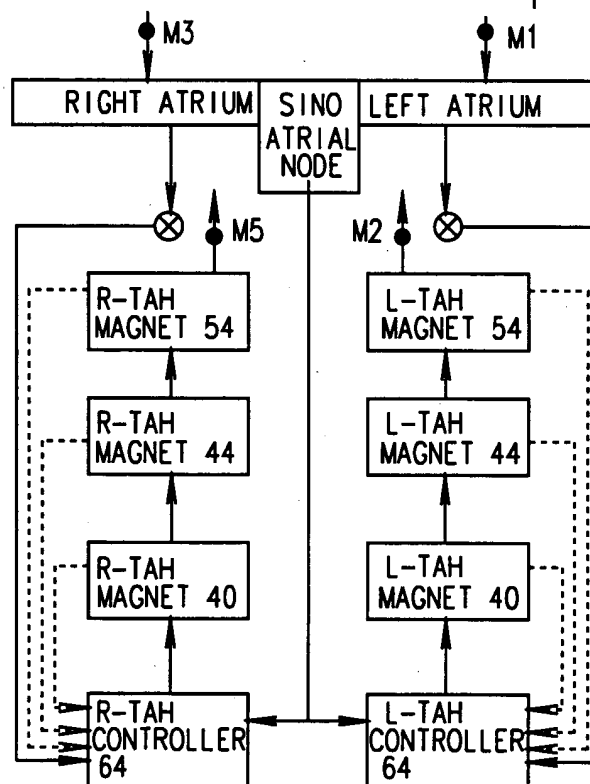 M3
M1
RIGHT ATRIUM
SINO
ATRIAL
NODE
LEFT ATRIUM
M5
M2
R-TAH
MAGNET 54
L-TAH
MAGNET 54
R-TAH
MAGNET 44
L-TAH
MAGNET 44
R-TAH
MAGNET 40
L-TAH
MAGNET 40
R-TAH
CONTROLLER
64
L-TAH
CONTROLLER
64